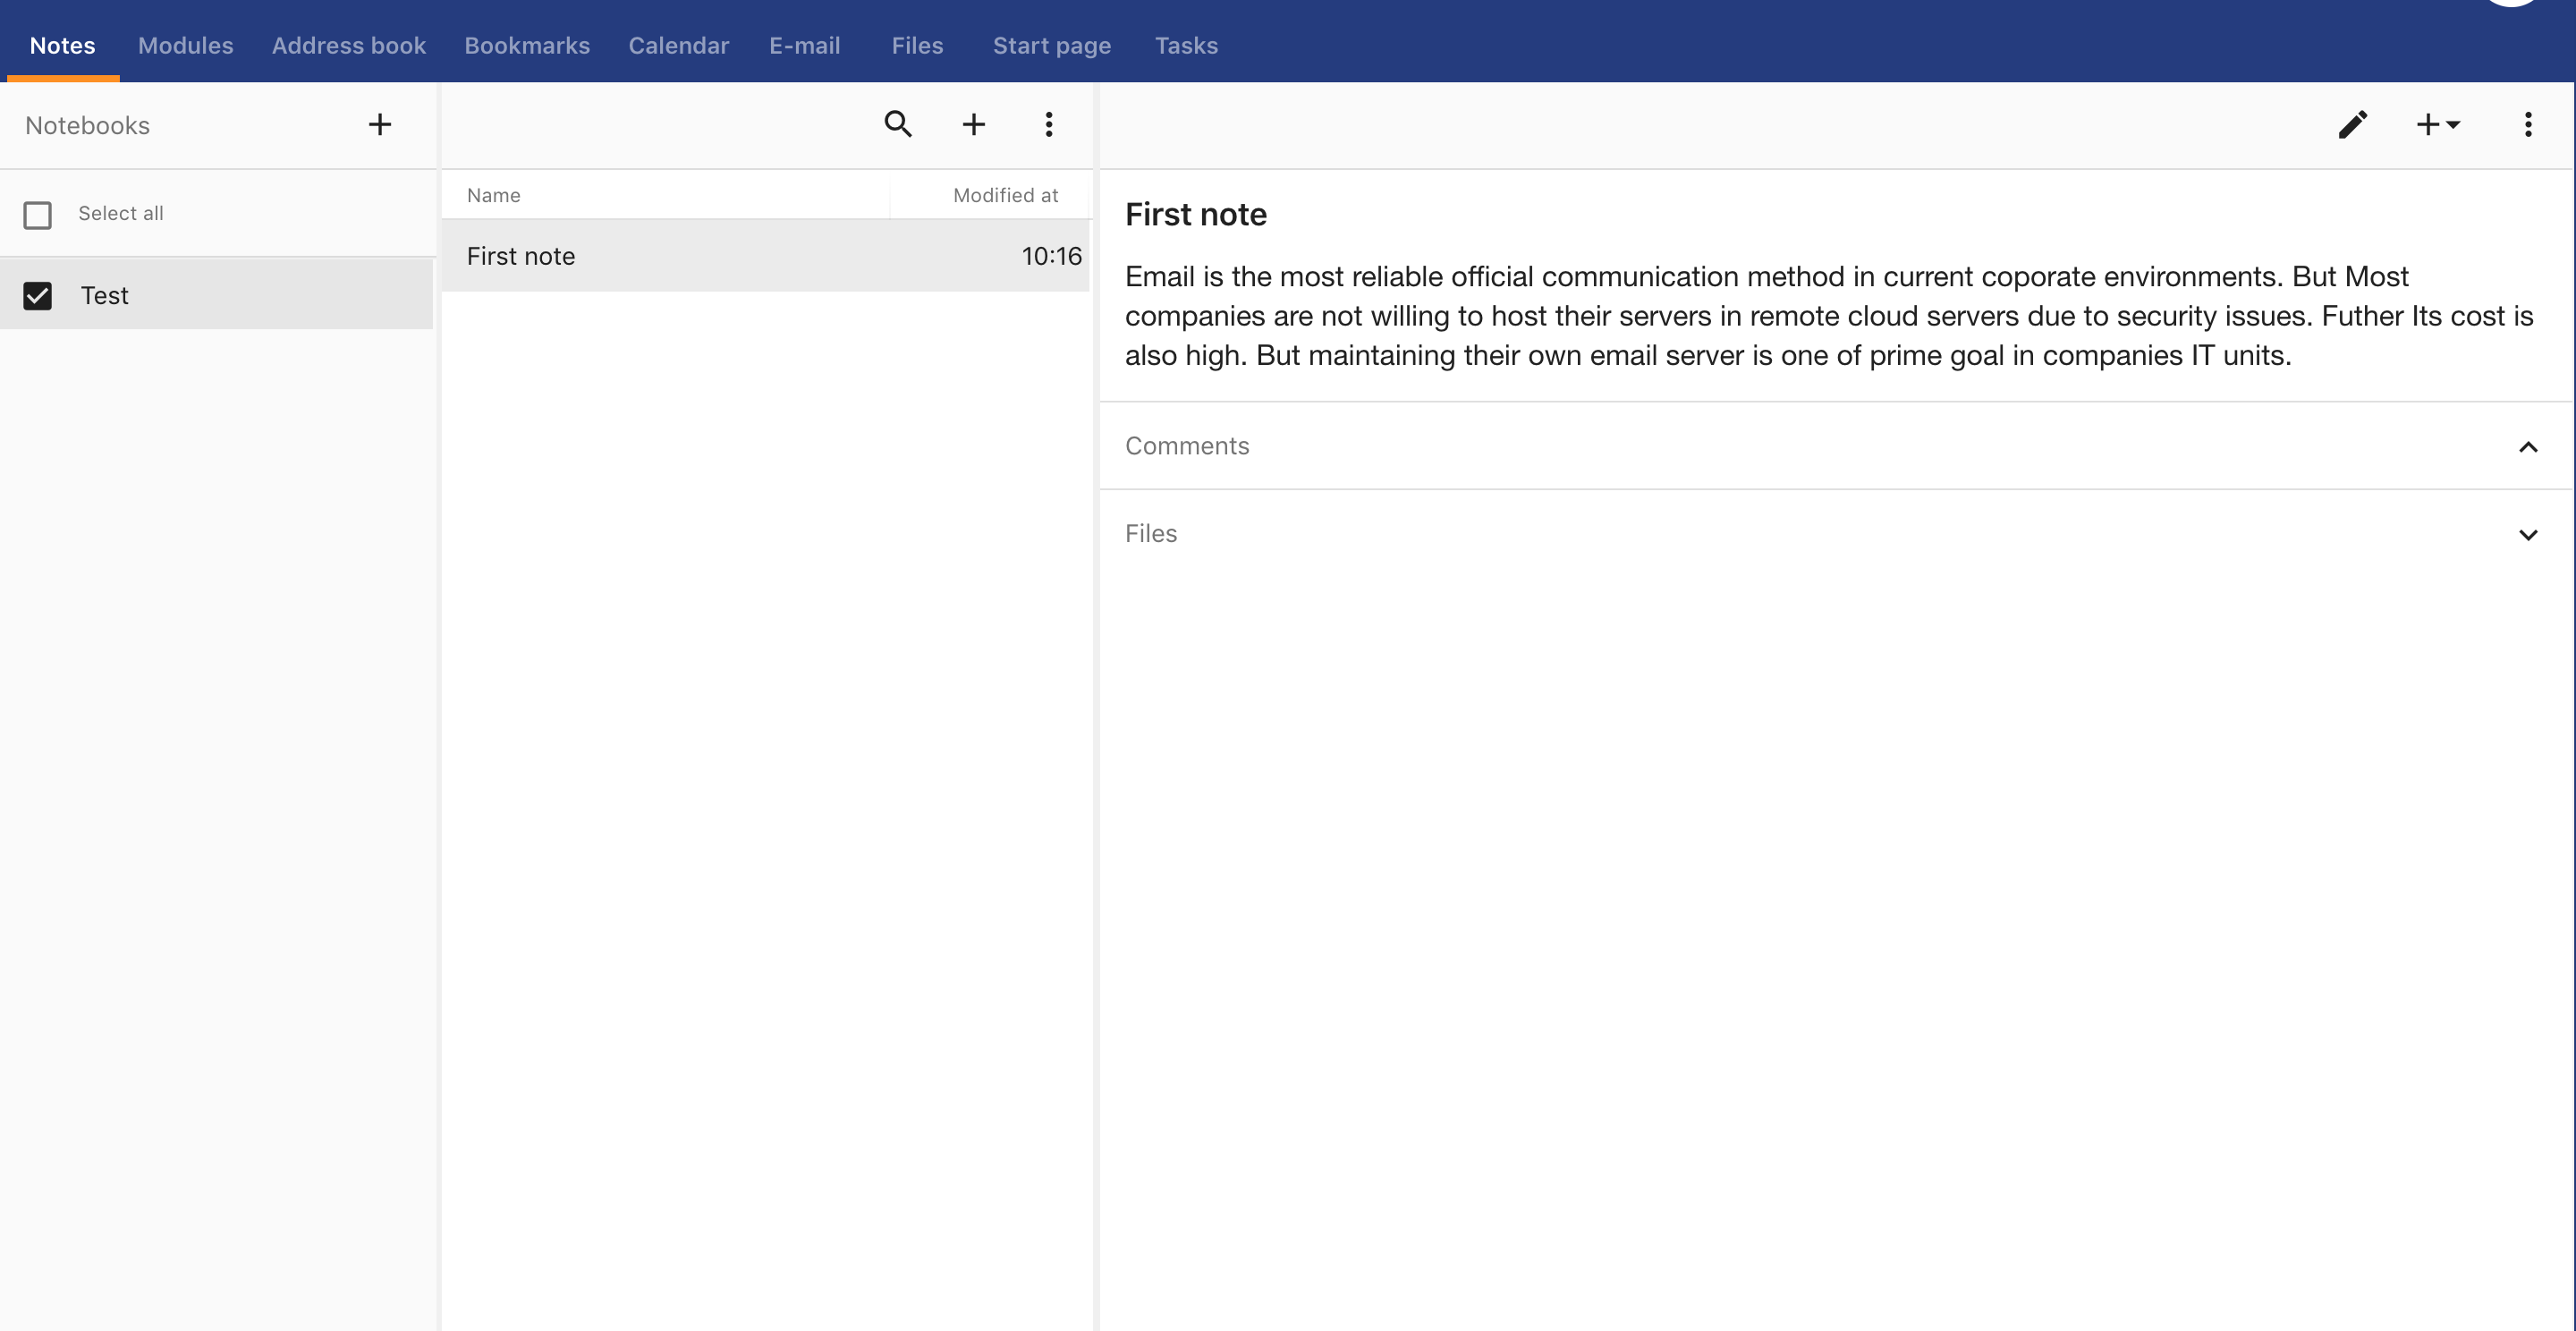 Notes Modules Address book Bookmarks Calendar E-mail Files Start page Tasks
Notebooks
Select all
Test
Name Modified at
First note 10:16
First note
Email is the most reliable official communication method in current coporate environments. But Most
companies are not willing to host their servers in remote cloud servers due to security issues. Futher Its cost is
also high. But maintaining their own email server is one of prime goal in companies IT units.
Comments
Files